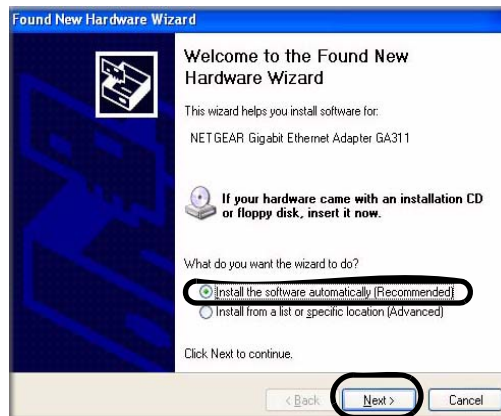 Found New Hardware Wizard
Welcome to the Found New
Hardware Wizard
This wizard helps you install software for:
NETGEAR Gigabit Ethernet Adapter GA311
If your hardware came with an installation CD
or floppy disk, insert it now.
What do you want the wizard to do?
Install the software automatically (Recommended)
Install from a list or specific location (Advanced)
Click Next to continue.
< Back
Next >
Cancel